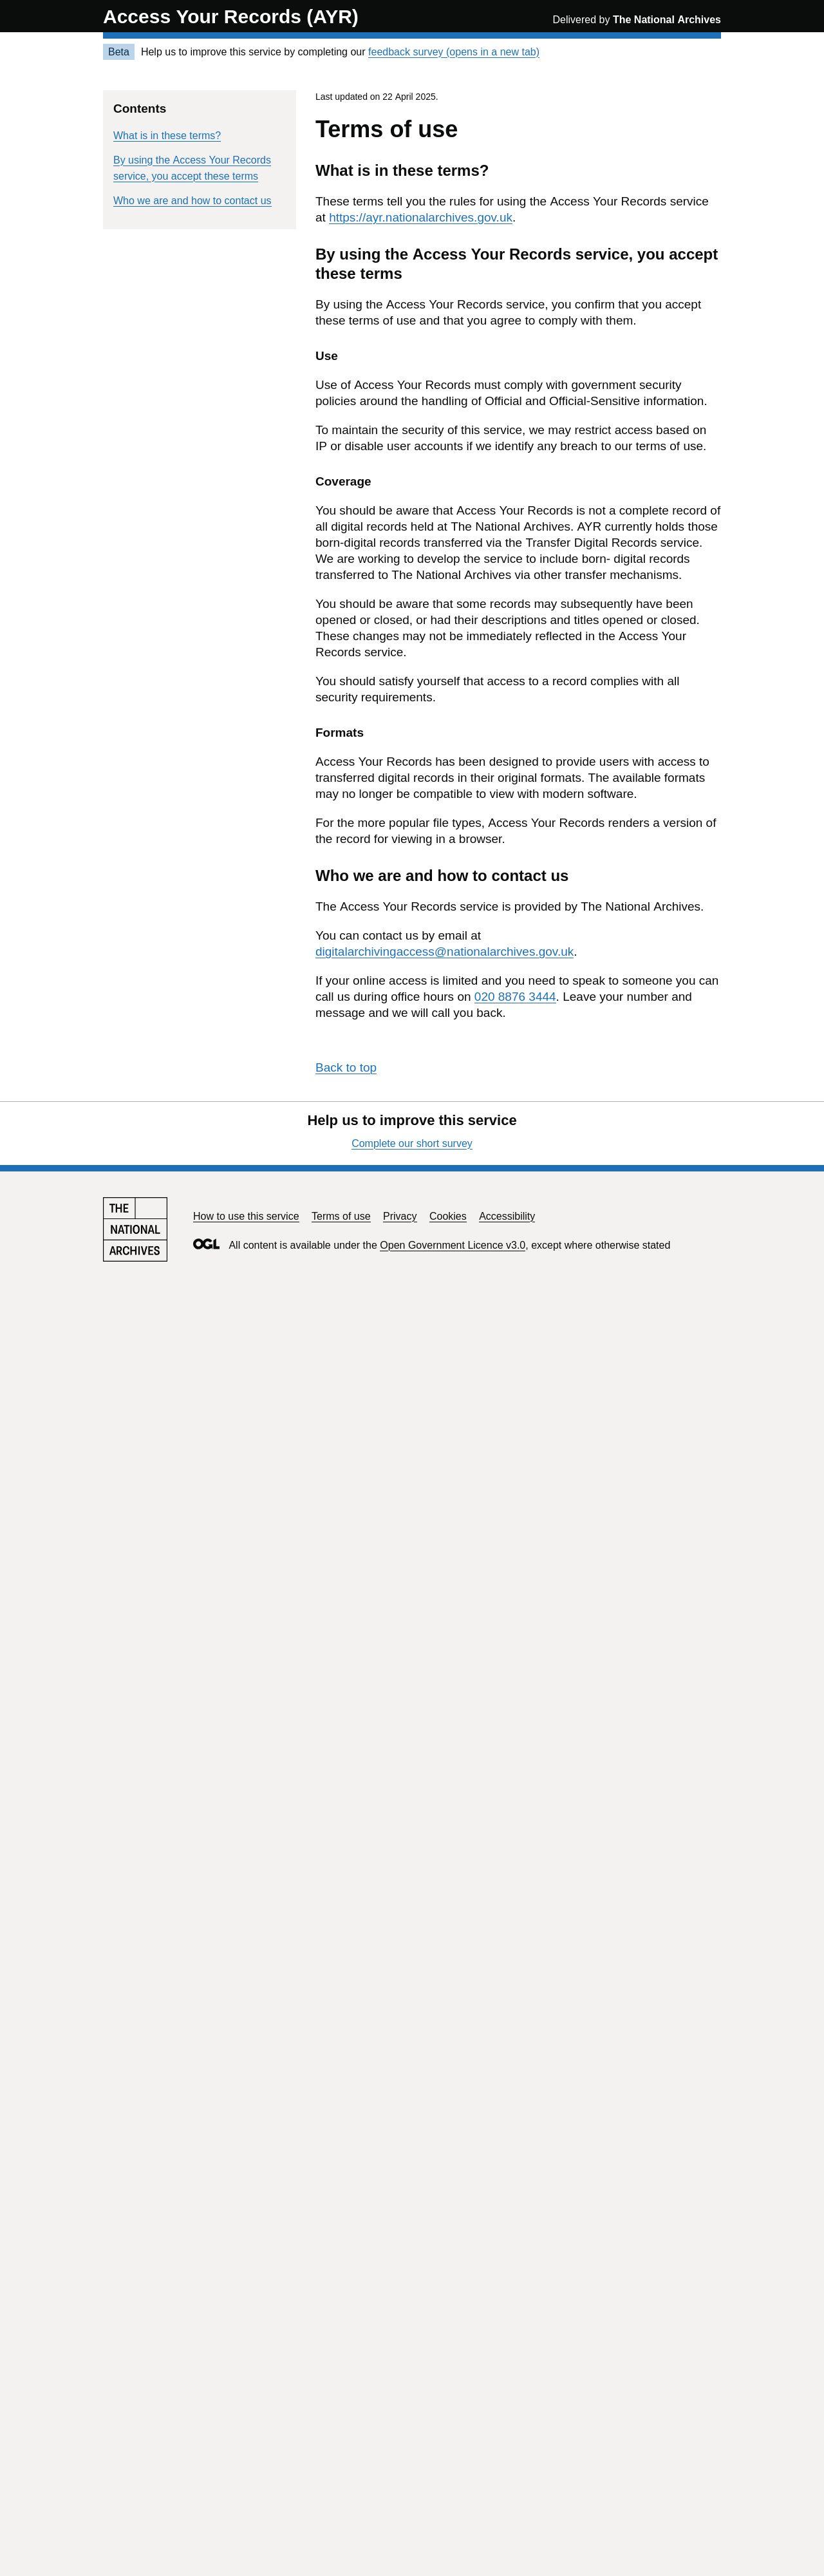 Access Your Records (AYR)
Delivered by The National Archives
Beta Help us to improve this service by completing our feedback survey (opens in a new tab)
Contents
What is in these terms?
By using the Access Your Records
service, you accept these terms
Who we are and how to contact us
Last updated on 22 April 2025.
Terms of use
What is in these terms?
These terms tell you the rules for using the Access Your Records service
at https://ayr.nationalarchives.gov.uk.
By using the Access Your Records service, you accept
these terms
By using the Access Your Records service, you confirm that you accept
these terms of use and that you agree to comply with them.
Use
Use of Access Your Records must comply with government security
policies around the handling of Official and Official-Sensitive information.
To maintain the security of this service, we may restrict access based on
IP or disable user accounts if we identify any breach to our terms of use.
Coverage
You should be aware that Access Your Records is not a complete record of
all digital records held at The National Archives. AYR currently holds those
born-digital records transferred via the Transfer Digital Records service.
We are working to develop the service to include born- digital records
transferred to The National Archives via other transfer mechanisms.
You should be aware that some records may subsequently have been
opened or closed, or had their descriptions and titles opened or closed.
These changes may not be immediately reflected in the Access Your
Records service.
You should satisfy yourself that access to a record complies with all
security requirements.
Formats
Access Your Records has been designed to provide users with access to
transferred digital records in their original formats. The available formats
may no longer be compatible to view with modern software.
For the more popular file types, Access Your Records renders a version of
the record for viewing in a browser.
Who we are and how to contact us
The Access Your Records service is provided by The National Archives.
You can contact us by email at
digitalarchivingaccess@nationalarchives.gov.uk.
If your online access is limited and you need to speak to someone you can
call us during office hours on 020 8876 3444. Leave your number and
message and we will call you back.
Back to top
Help us to improve this service
Complete our short survey
THE
NATIONAL
ARCHIVES
How to use this service Terms of use Privacy Cookies Accessibility
OGL All content is available under the Open Government Licence v3.0, except where otherwise stated